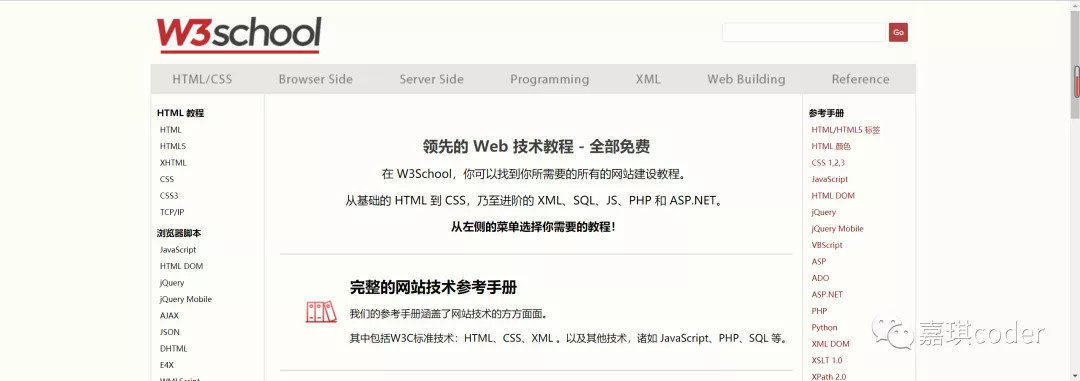 W3school
Go
HTML/CSS Browser Side Server Side Programming XML Web Building Reference
HTML 教程
HTML
HTML5
XHTML
CSS
CSS3
TCP/IP
浏览器脚本
JavaScript
HTML DOM
jQuery
jQuery Mobile
AJAX
JSON
DHTML
E4X
WMLScript
领先的 Web 技术教程 - 全部免费
在 W3School，你可以找到你所需要的所有的网站建设教程。
从基础的 HTML 到 CSS，乃至进阶的 XML、SQL、JS、PHP 和 ASP.NET。
从左侧的菜单选择你需要的教程！
完整的网站技术参考手册
我们的参考手册涵盖了网站技术的方方面面。
其中包括W3C标准技术：HTML、CSS、XML 。以及其他技术，诸如 JavaScript、PHP、SQL 等。
参考手册
HTML/HTML5 标签
HTML 颜色
CSS 1,2,3
JavaScript
HTML DOM
jQuery
jQuery Mobile
VBScript
ASP
ADO
ASP.NET
PHP
Python
XML DOM
XSLT 1.0
XPath 2.0
嘉琪coder